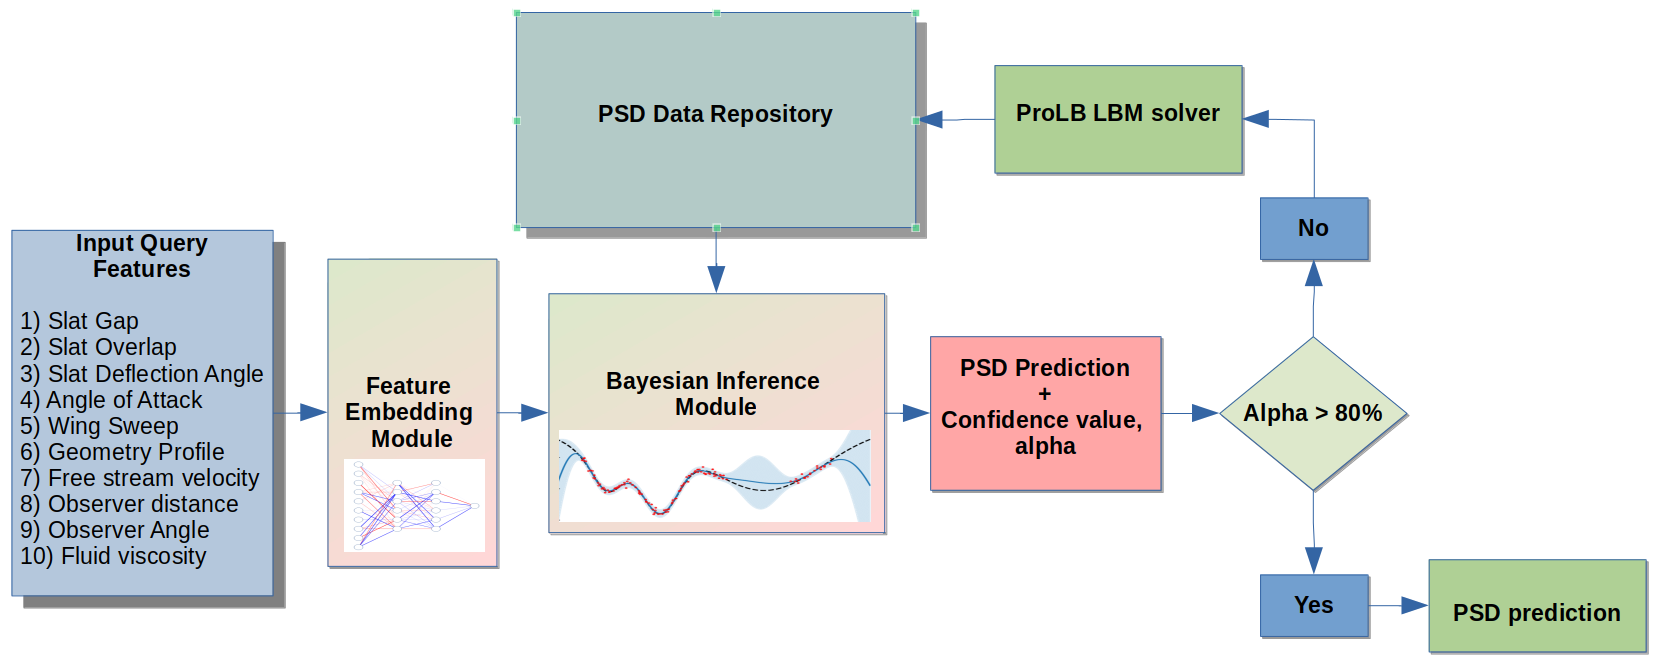 PSD Data Repository
ProLB LBM solver
No
Input Query
Features
1) Slat Gap
2) Slat Overlap
3) Slat Deflection Angle
4) Angle of Attack
5) Wing Sweep
6) Geometry Profile
7) Free stream velocity
8) Observer distance
9) Observer Angle
10) Fluid viscosity
Feature
Embedding
Module
Bayesian Inference
Module
PSD Prediction
+
Confidence value,
alpha
Alpha > 80%
Yes
PSD prediction